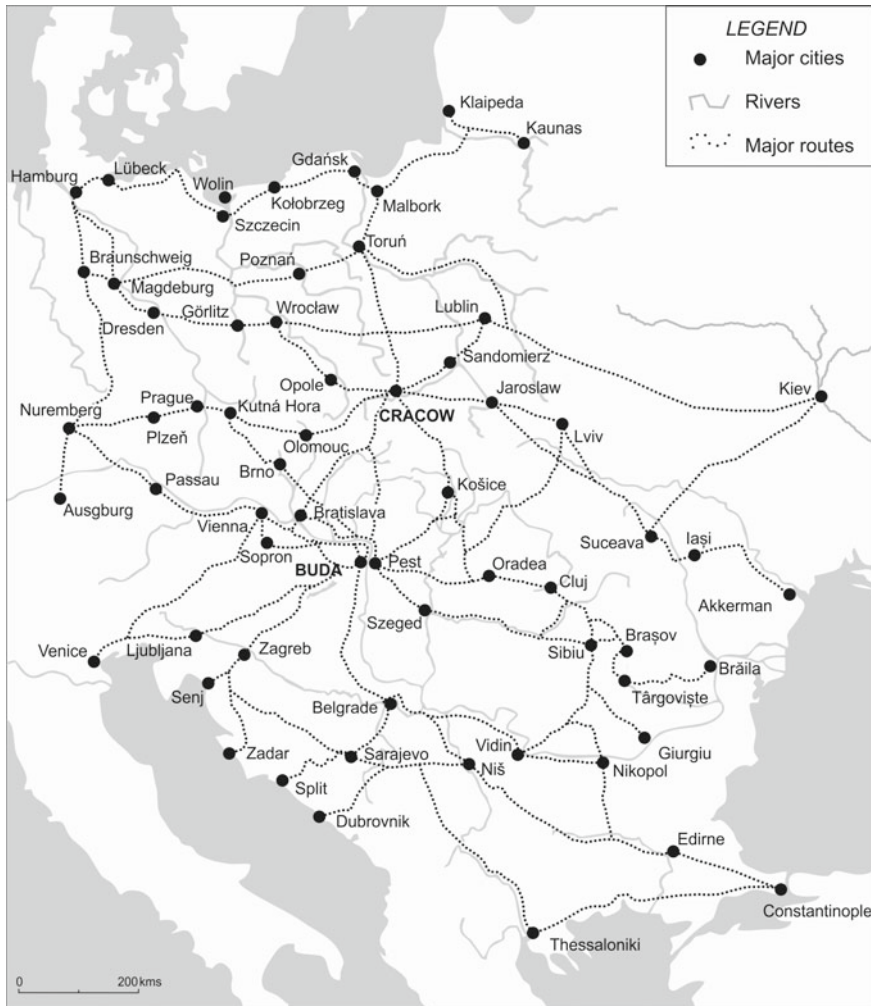 LEGEND
Major cities
Rivers
Major routes
Klaipeda
Kaunas
Gdańsk
Lübeck
Hamburg
Wolin
Kołobrzeg
Malbork
Szczecin
Toruń
Braunschweig
Poznań
Magdeburg
Wrocław
Lublin
Görlitz
Dresden
Sandomierz
Opole
Jaroslaw
Prague
Kutná Hora
Kiev
Nuremberg
CRACOW
Plzeň
Lviv
Olomouc
Brno
Passau
Košice
Ausgburg
Bratislava
Vienna
Suceava
Iași
Sopron
BUDA
Pest
Oradea
Cluj
Akkerman
Szeged
Venice
Ljubljana
Zagreb
Sibiu
Brașov
Brăila
Senj
Târgoviște
Belgrade
Zadar
Sarajevo
Vidin
Giurgiu
Niš
Nikopol
Split
Dubrovnik
Edirne
Constantinople
Thessaloniki
0 200 kms